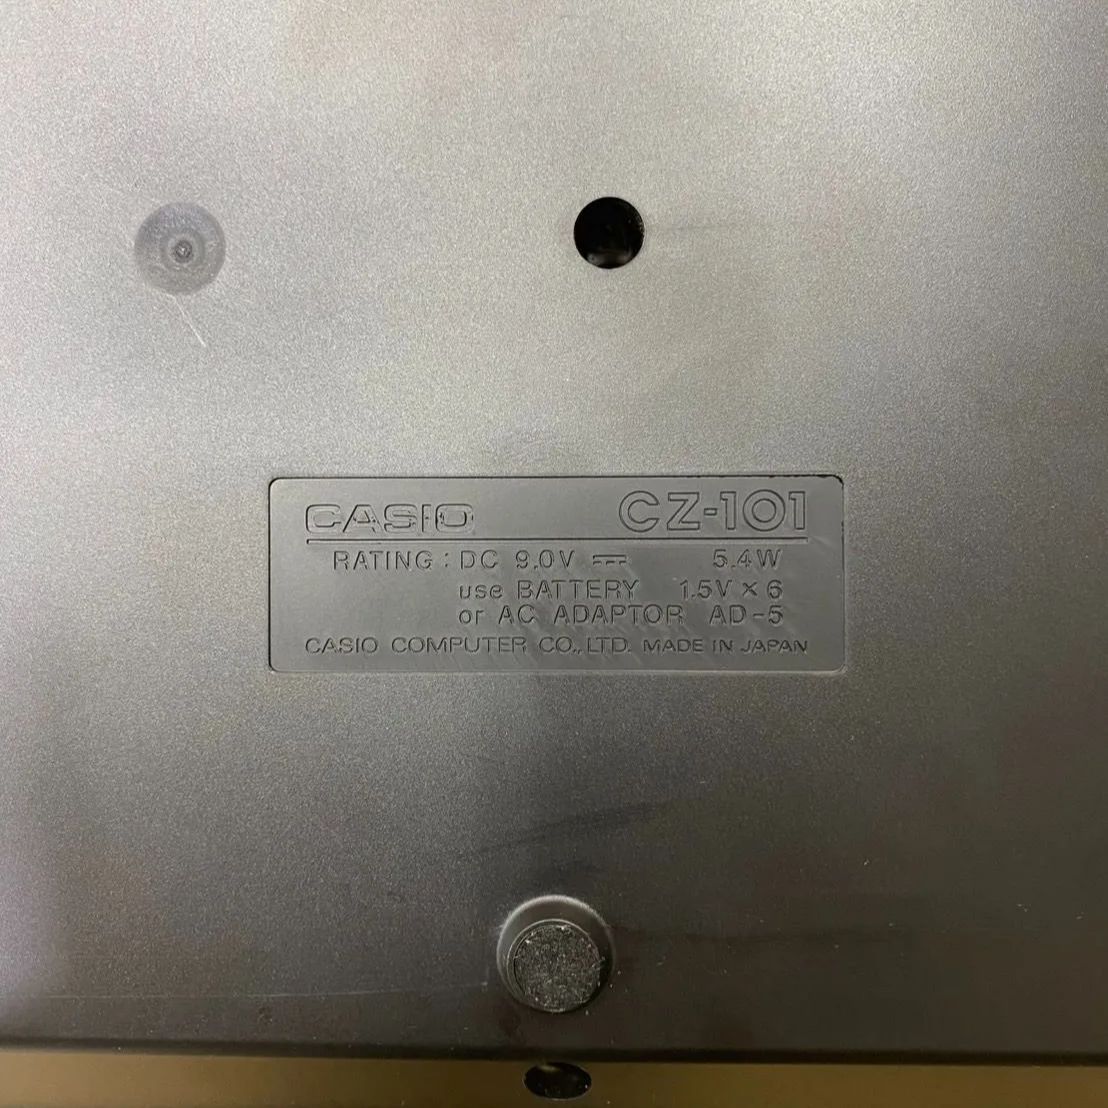 CASIO CZ-101
RATING : DC 9.0V ⎓ 5.4W
use BATTERY 1.5V × 6
or AC ADAPTOR AD-5
CASIO COMPUTER CO., LTD. MADE IN JAPAN